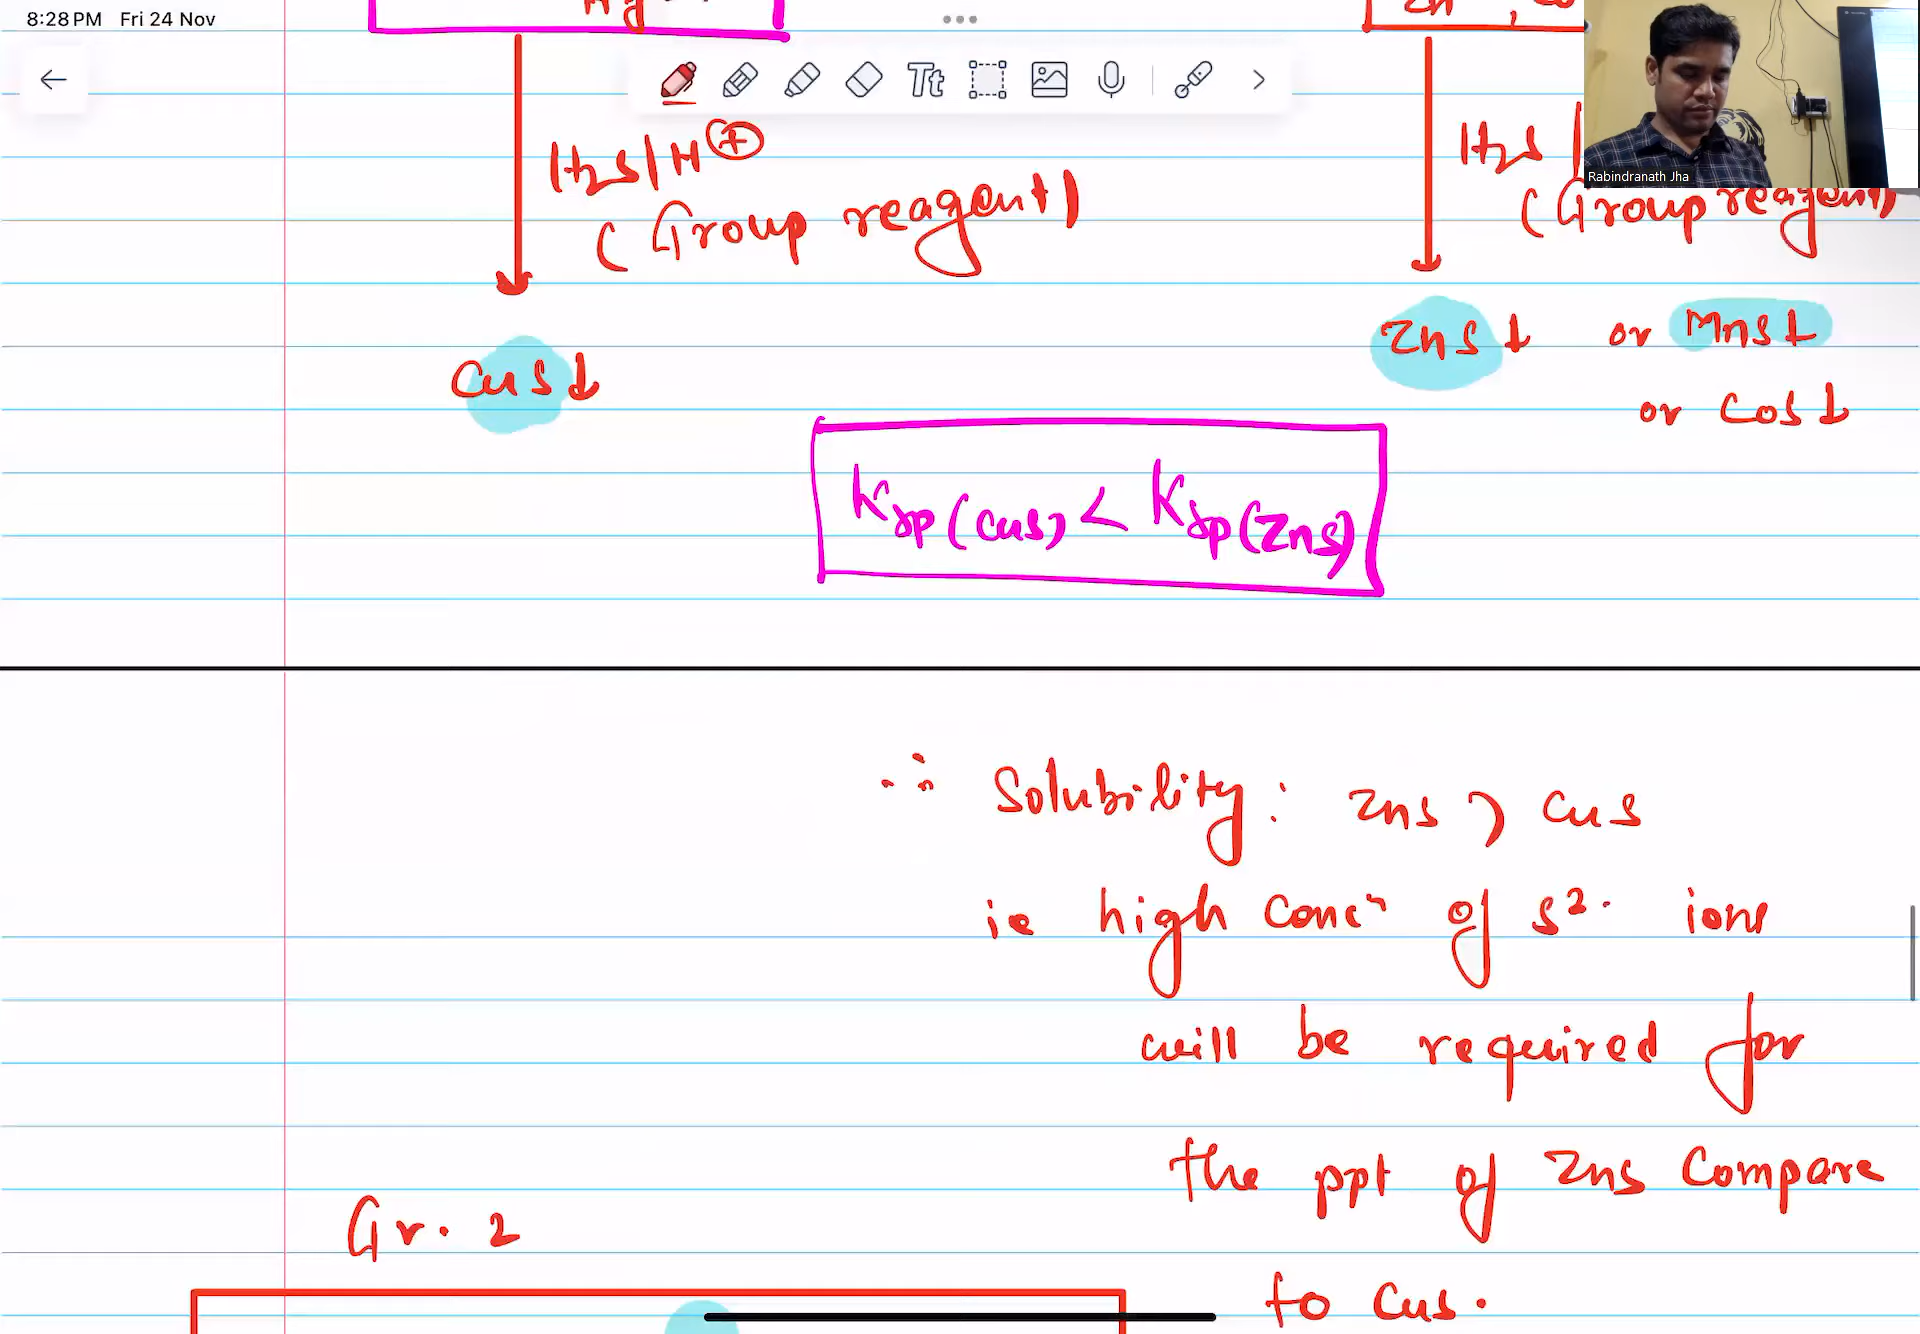 8:28 PM Fri 24 Nov
H2S | H⊕
(Group reagent)
H2S |
(Group reagent)
Rabindranath Jha
CuS↓
ZnS↓ or MnS↓
or CoS↓
Ksp(CuS) < Ksp(ZnS)
∴ Solubility: ZnS > CuS
ie high concⁿ of S²⁻ ions
will be required for
the ppt of ZnS Compare
to CuS.
Gr. 2